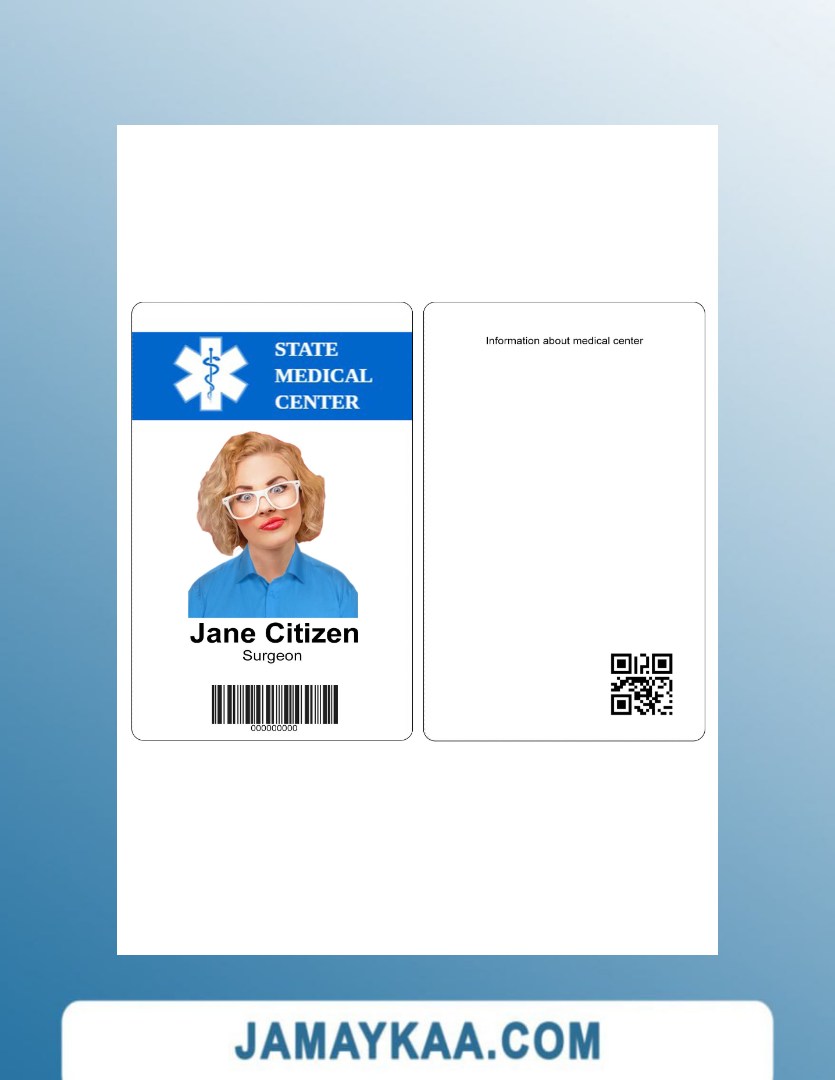 STATE
MEDICAL
CENTER
Jane Citizen
Surgeon
000000000
Information about medical center
JAMAYKAA.COM